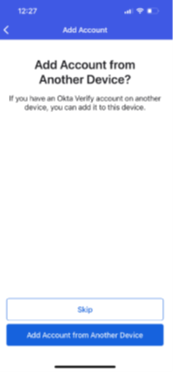 12:27
Add Account
Add Account from
Another Device?
If you have an Okta Verify account on another
device, you can add it to this device.
Skip
Add Account from Another Device